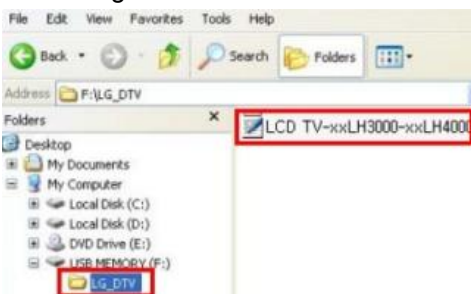 File Edit View Favorites Tools Help
Back Search Folders
Address F:\LG_DTV
Folders × LCD TV-xxLH3000-xxLH4000
Desktop
My Documents
My Computer
Local Disk (C:)
Local Disk (D:)
DVD Drive (E:)
USB MEMORY (F:)
LG_DTV